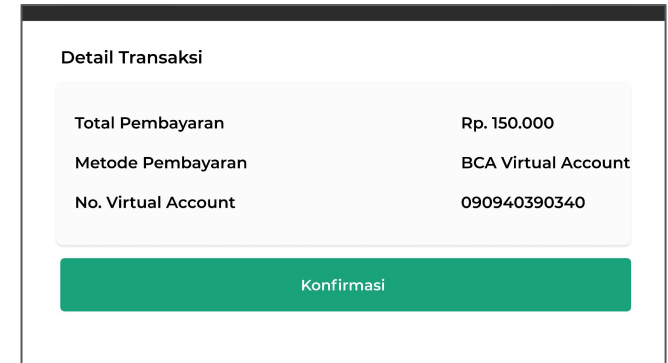 Detail Transaksi
Total Pembayaran Rp. 150.000
Metode Pembayaran BCA Virtual Account
No. Virtual Account 090940390340
Konfirmasi